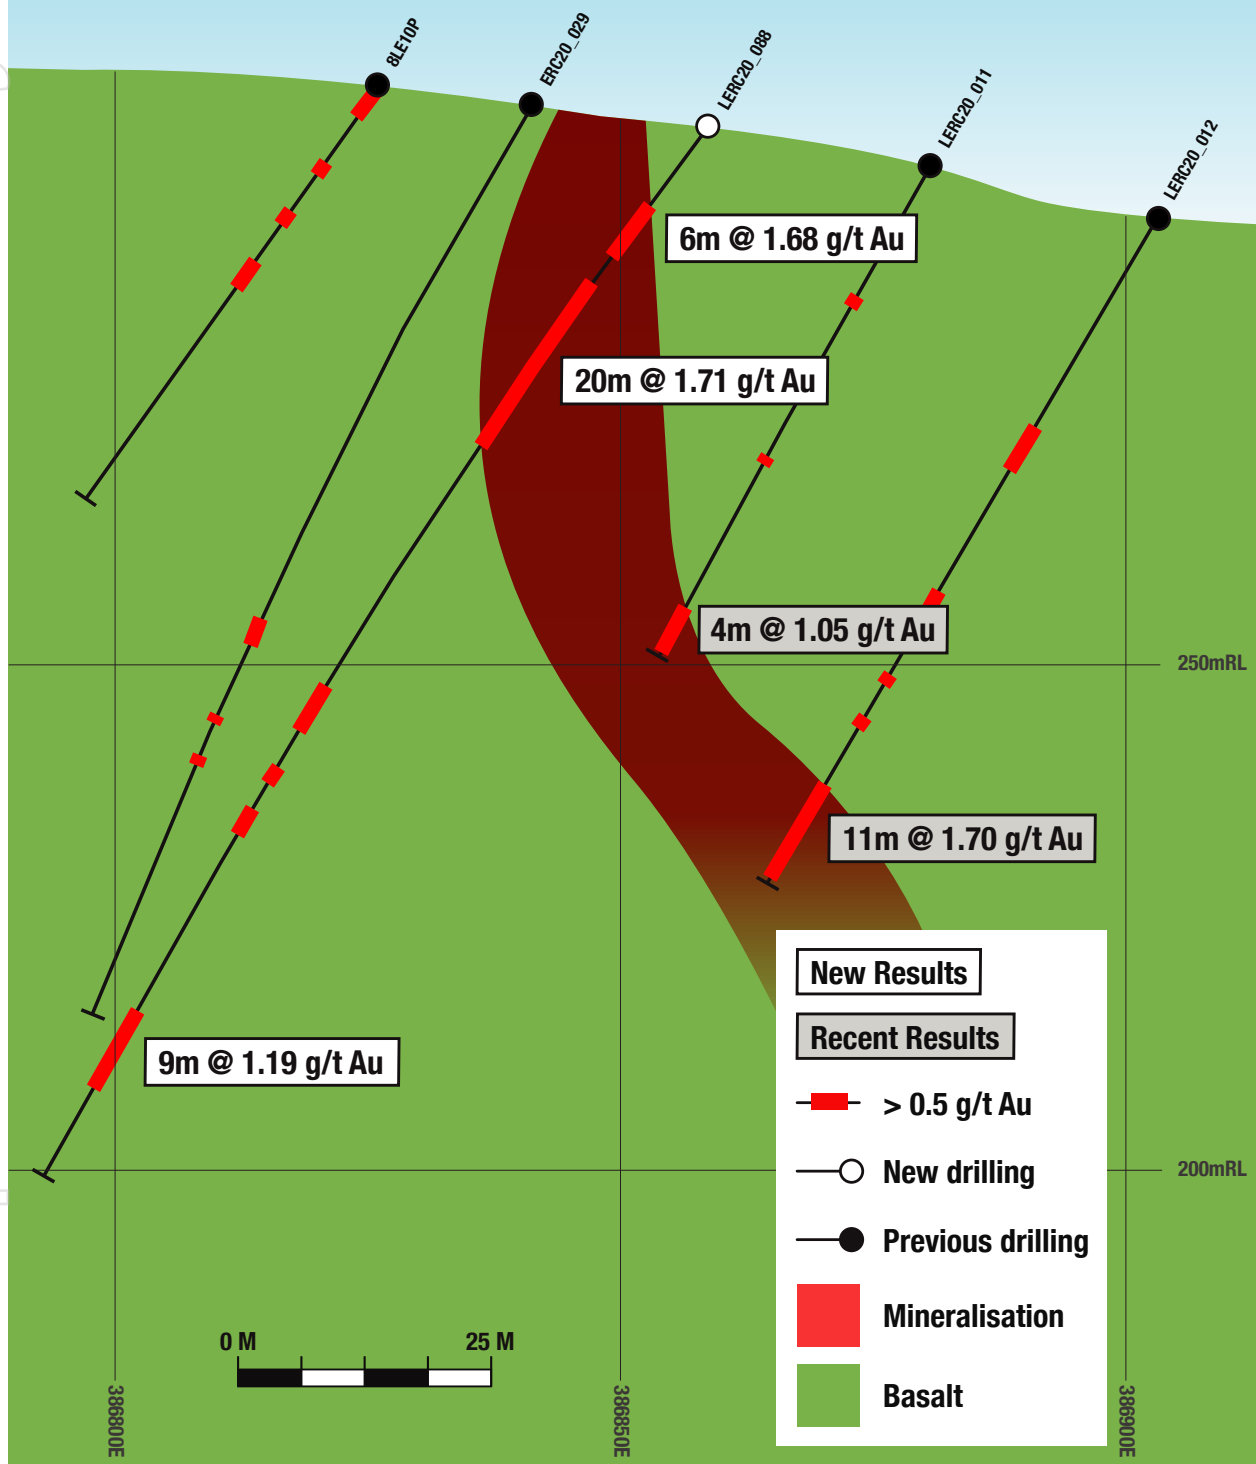 8LE10P
ERC20_029
LERC20_088
LERC20_011
LERC20_012
6m @ 1.68 g/t Au
20m @ 1.71 g/t Au
4m @ 1.05 g/t Au
250mRL
11m @ 1.70 g/t Au
9m @ 1.19 g/t Au
200mRL
New Results
Recent Results
> 0.5 g/t Au
New drilling
Previous drilling
Mineralisation
Basalt
0 M
25 M
386800E
386850E
386900E